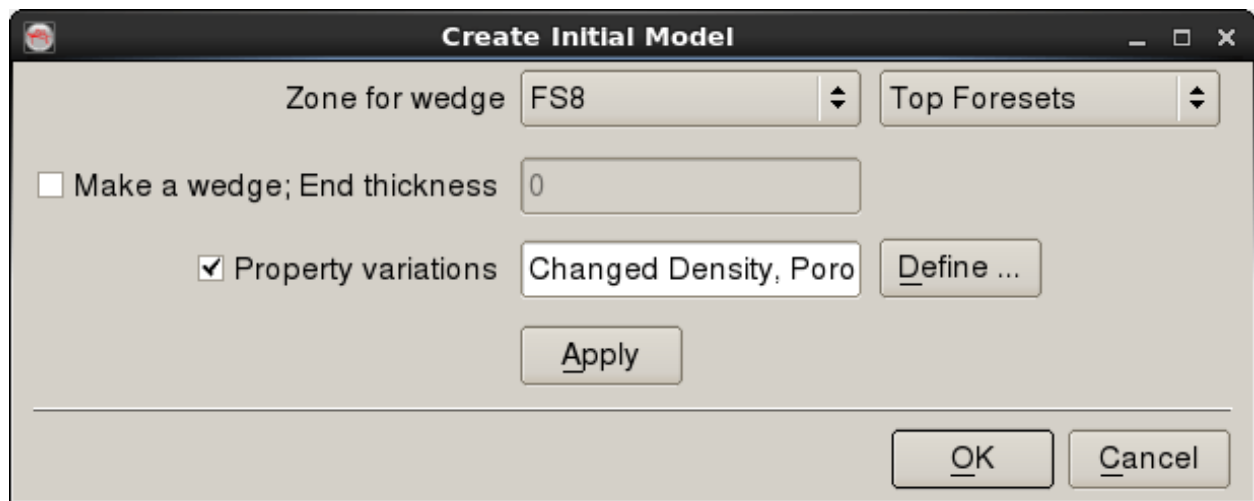 Create Initial Model
Zone for wedge FS8 Top Foresets
Make a wedge; End thickness 0
Property variations Changed Density, Poro Define ...
Apply
OK Cancel